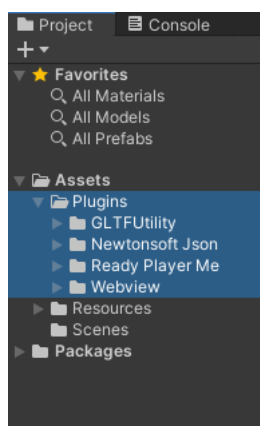 Project Console
Favorites
All Materials
All Models
All Prefabs
Assets
Plugins
GLTFUtility
Newtonsoft Json
Ready Player Me
Webview
Resources
Scenes
Packages